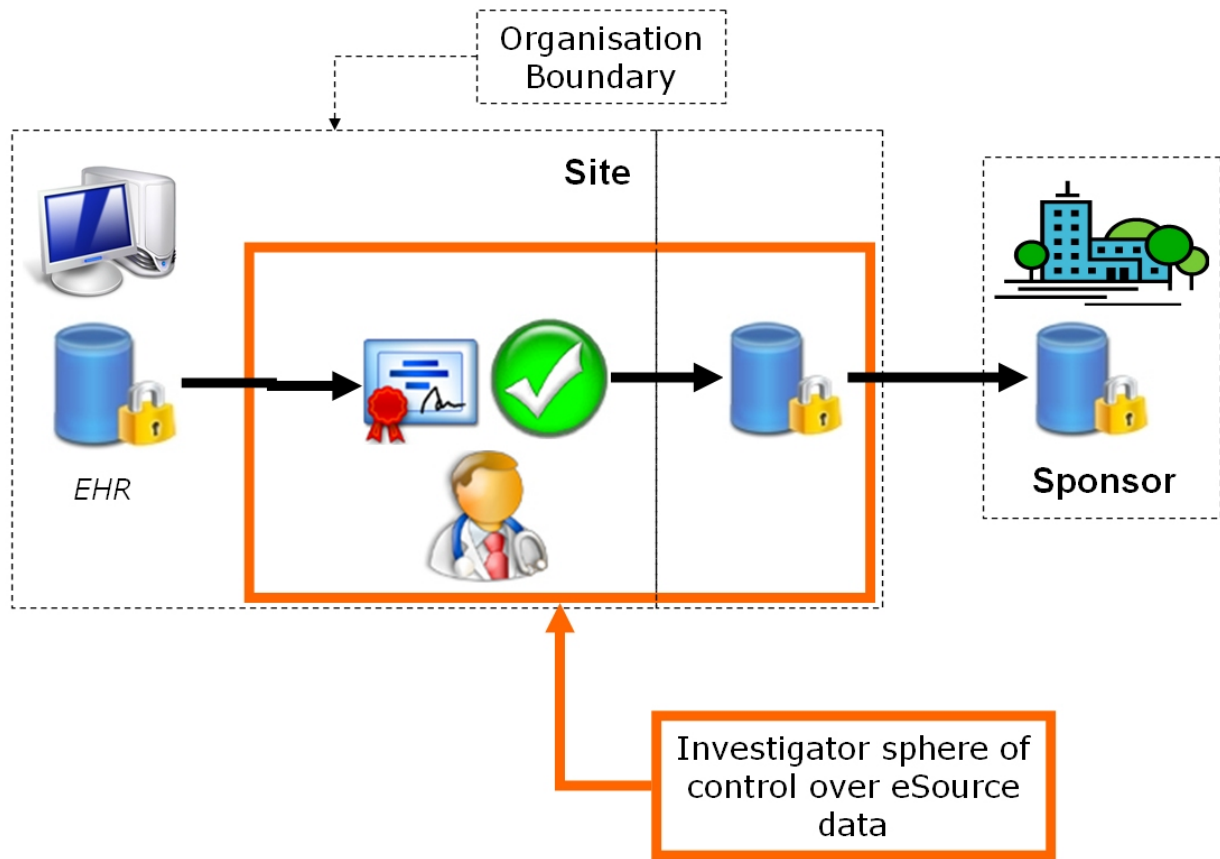 Organisation
Boundary
Site
EHR
Sponsor
Investigator sphere of
control over eSource
data